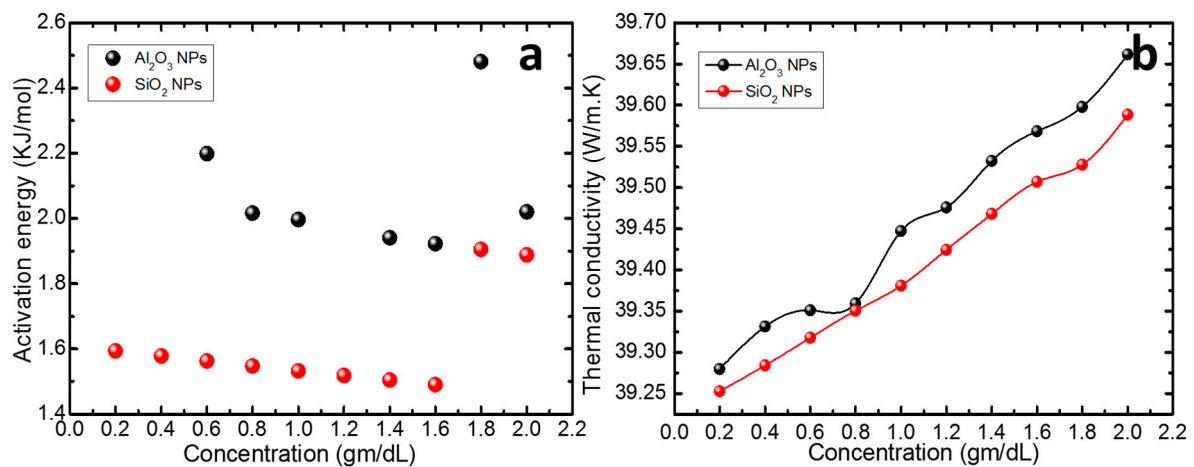 a
2.6
2.4
2.2
2.0
1.8
1.6
1.4
Activation energy (KJ/mol)
Al₂O₃ NPs
SiO₂ NPs
0.0 0.2 0.4 0.6 0.8 1.0 1.2 1.4 1.6 1.8 2.0 2.2
Concentration (gm/dL)
b
39.70
39.65
39.60
39.55
39.50
39.45
39.40
39.35
39.30
39.25
Thermal conductivity (W/m.K)
Al₂O₃ NPs
SiO₂ NPs
0.0 0.2 0.4 0.6 0.8 1.0 1.2 1.4 1.6 1.8 2.0 2.2
Concentration (gm/dL)